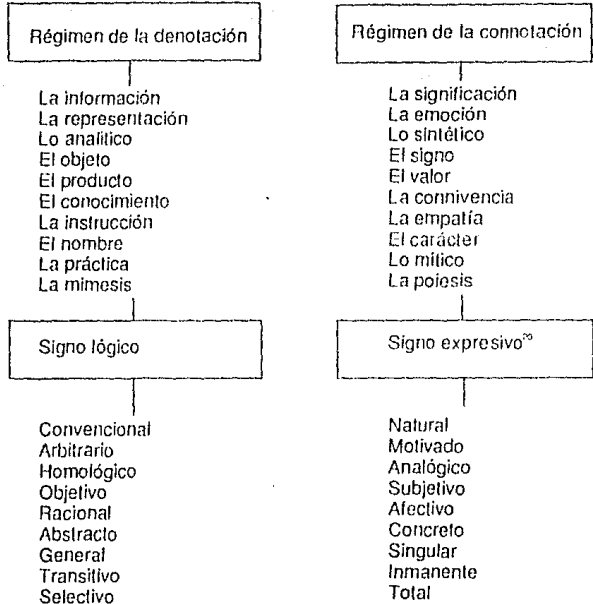 Régimen de la denotación
La información
La representación
Lo analítico
El objeto
El producto
El conocimiento
La instrucción
El nombre
La práctica
La mimesis
Signo lógico
Convencional
Arbitrario
Homológico
Objetivo
Racional
Abstracto
General
Transitivo
Selectivo
Régimen de la connotación
La significación
La emoción
Lo sintético
El signo
El valor
La connivencia
La empatía
El carácter
Lo mítico
La poiesis
Signo expresivo
Natural
Motivado
Analógico
Subjetivo
Afectivo
Concreto
Singular
Inmanente
Total